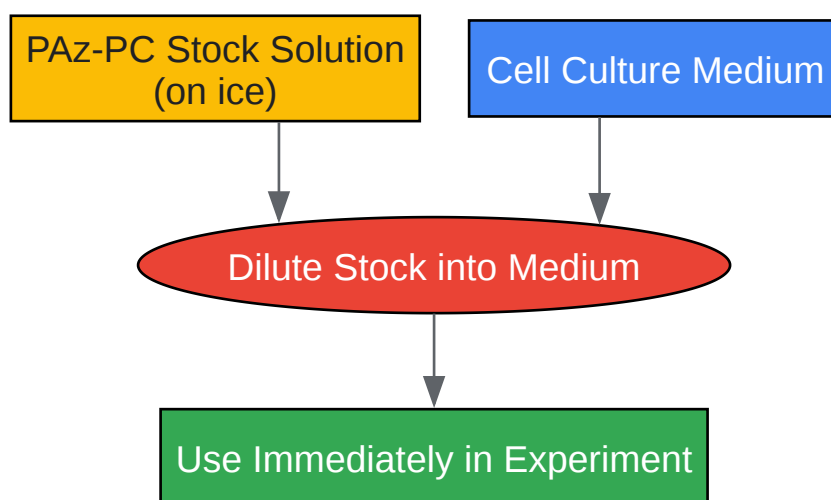 PAz-PC Stock Solution
(on ice)
Cell Culture Medium
Dilute Stock into Medium
Use Immediately in Experiment